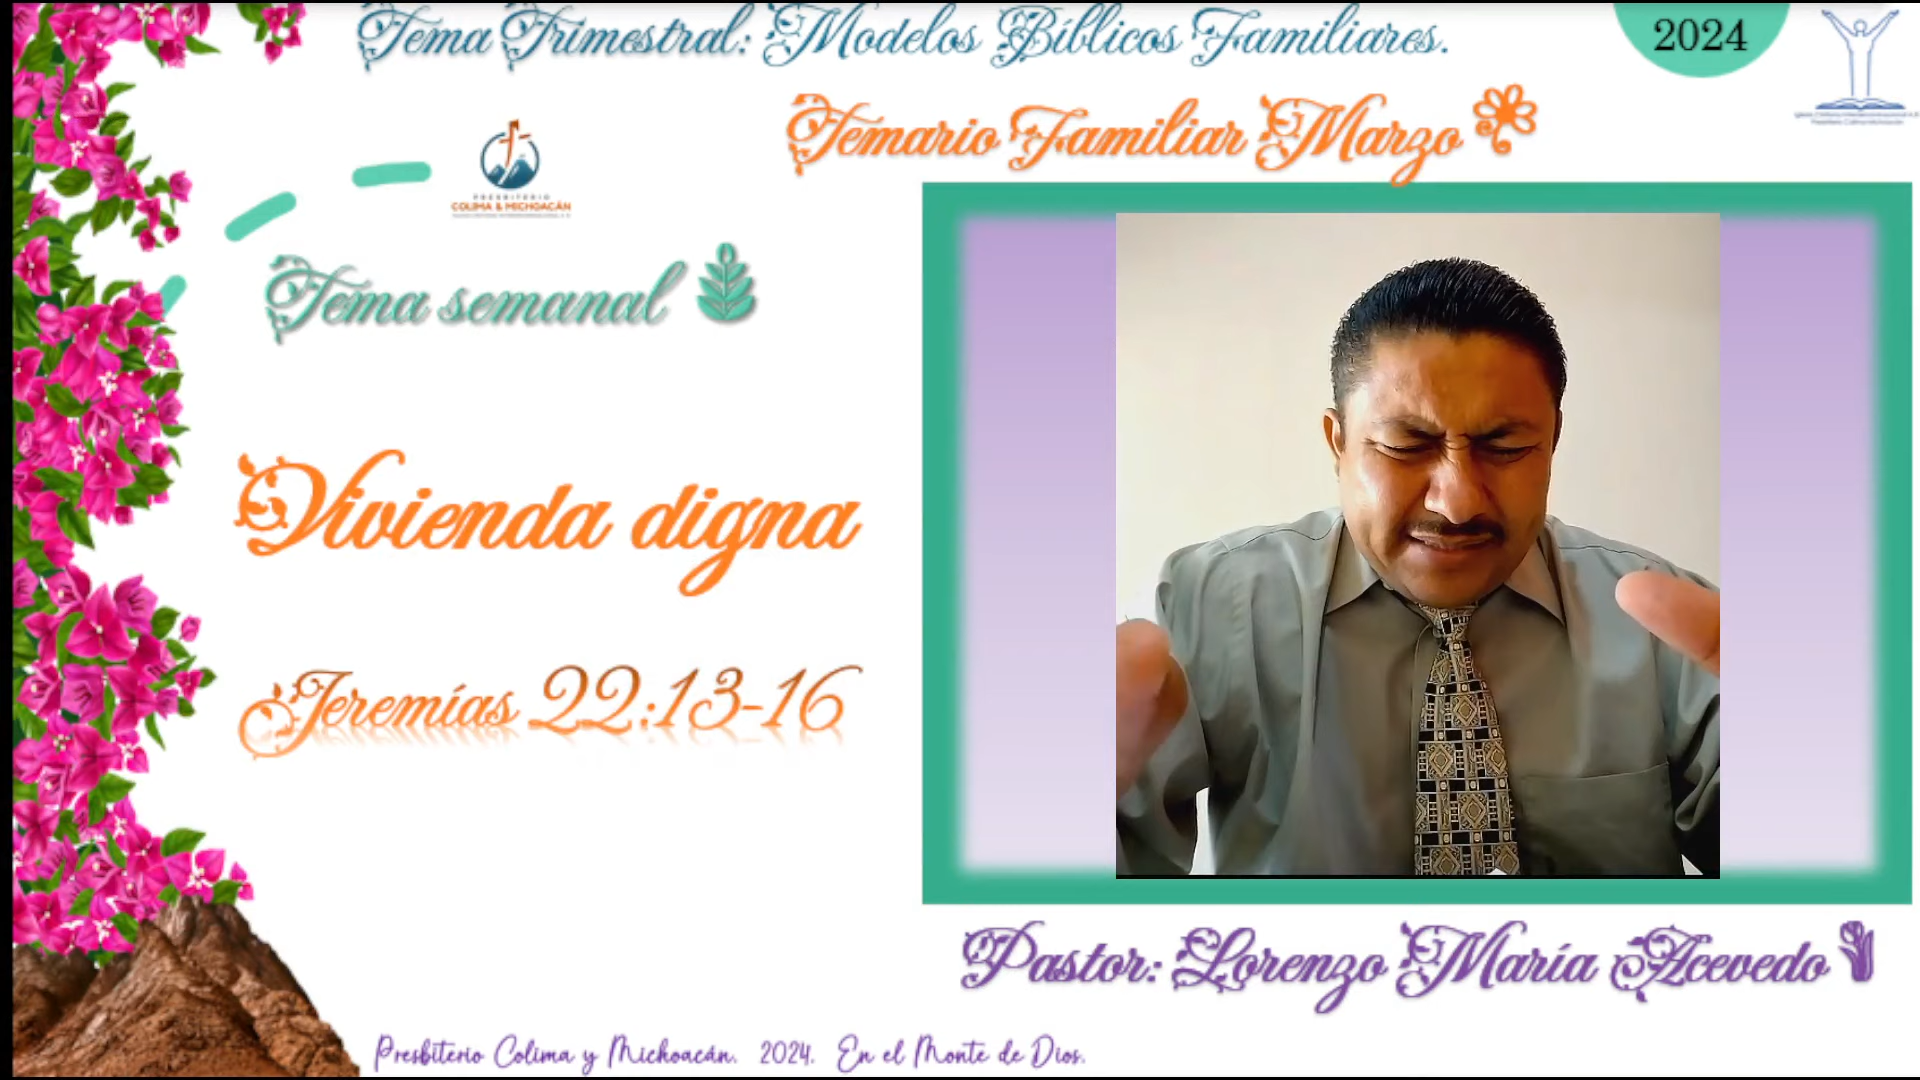 Tema Trimestral: Modelos Bíblicos Familiares.
2024
Temario Familiar Marzo
PRESBITERIO
COLIMA & MICHOACÁN
Tema semanal
Vivienda digna
Jeremías 22:13-16
Pastor: Lorenzo María Acevedo
Presbiterio Colima y Michoacán. 2024. En el Monte de Dios.